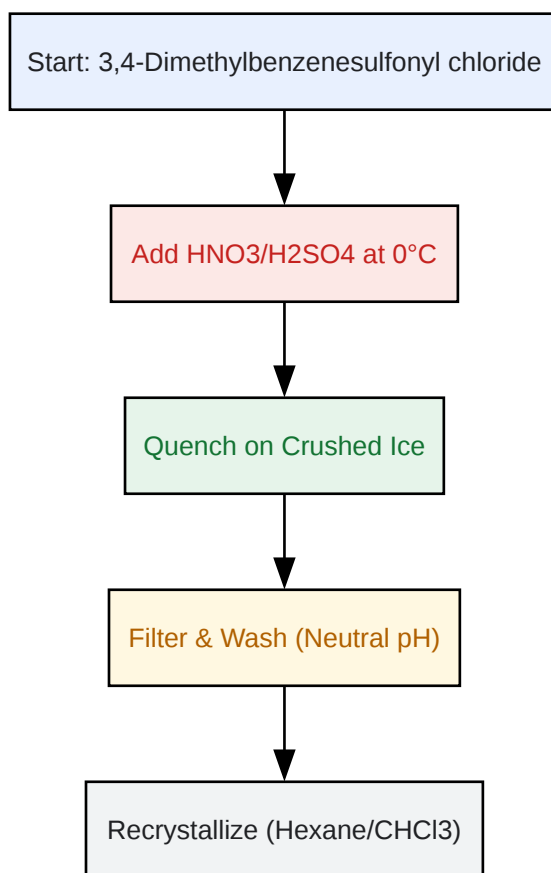 Start: 3,4-Dimethylbenzenesulfonyl chloride
Add HNO3/H2SO4 at 0°C
Quench on Crushed Ice
Filter & Wash (Neutral pH)
Recrystallize (Hexane/CHCl3)